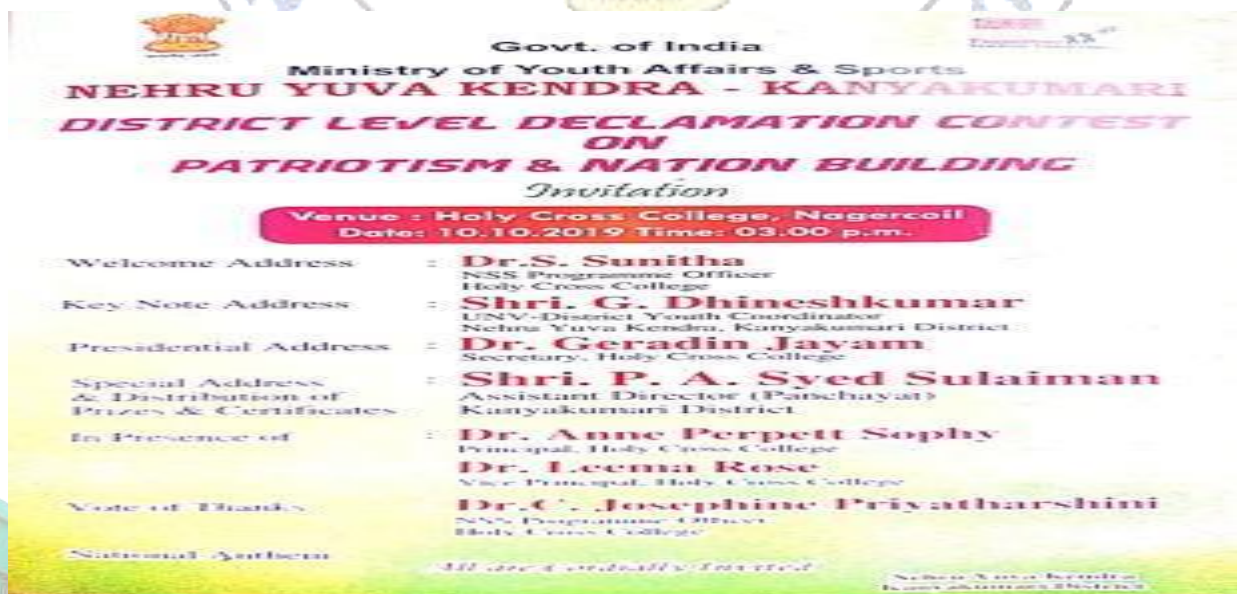 Govt. of India
Ministry of Youth Affairs & Sports
NEHRU YUVA KENDRA - KANYAKUMARI
DISTRICT LEVEL DECLAMATION CONTEST
ON
PATRIOTISM & NATION BUILDING
Invitation
Venue : Holy Cross College, Nagercoil
Date: 10.10.2019 Time: 03.00 p.m.
Welcome Address : Dr.S. Sunitha
NSS Programme Officer
Holy Cross College
Key Note Address : Shri. G. Dhineshkumar
UNV-District Youth Coordinator
Nehru Yuva Kendra, Kanyakumari District
Presidential Address : Dr. Geradin Jayam
Secretary, Holy Cross College
Special Address : Shri. P. A. Syed Sulaiman
& Distribution of Assistant Director (Panchayat)
Prizes & Certificates Kanyakumari District
In Presence of : Dr. Anne Perpett Sophy
Principal, Holy Cross College
Dr. Leema Rose
Vice Principal, Holy Cross College
Vote of Thanks Dr.C. Josephine Priyatharshini
NSS Programme Officer
Holy Cross College
National Anthem
All are Cordially Invited
Nehru Yuva Kendra
Kanyakumari District